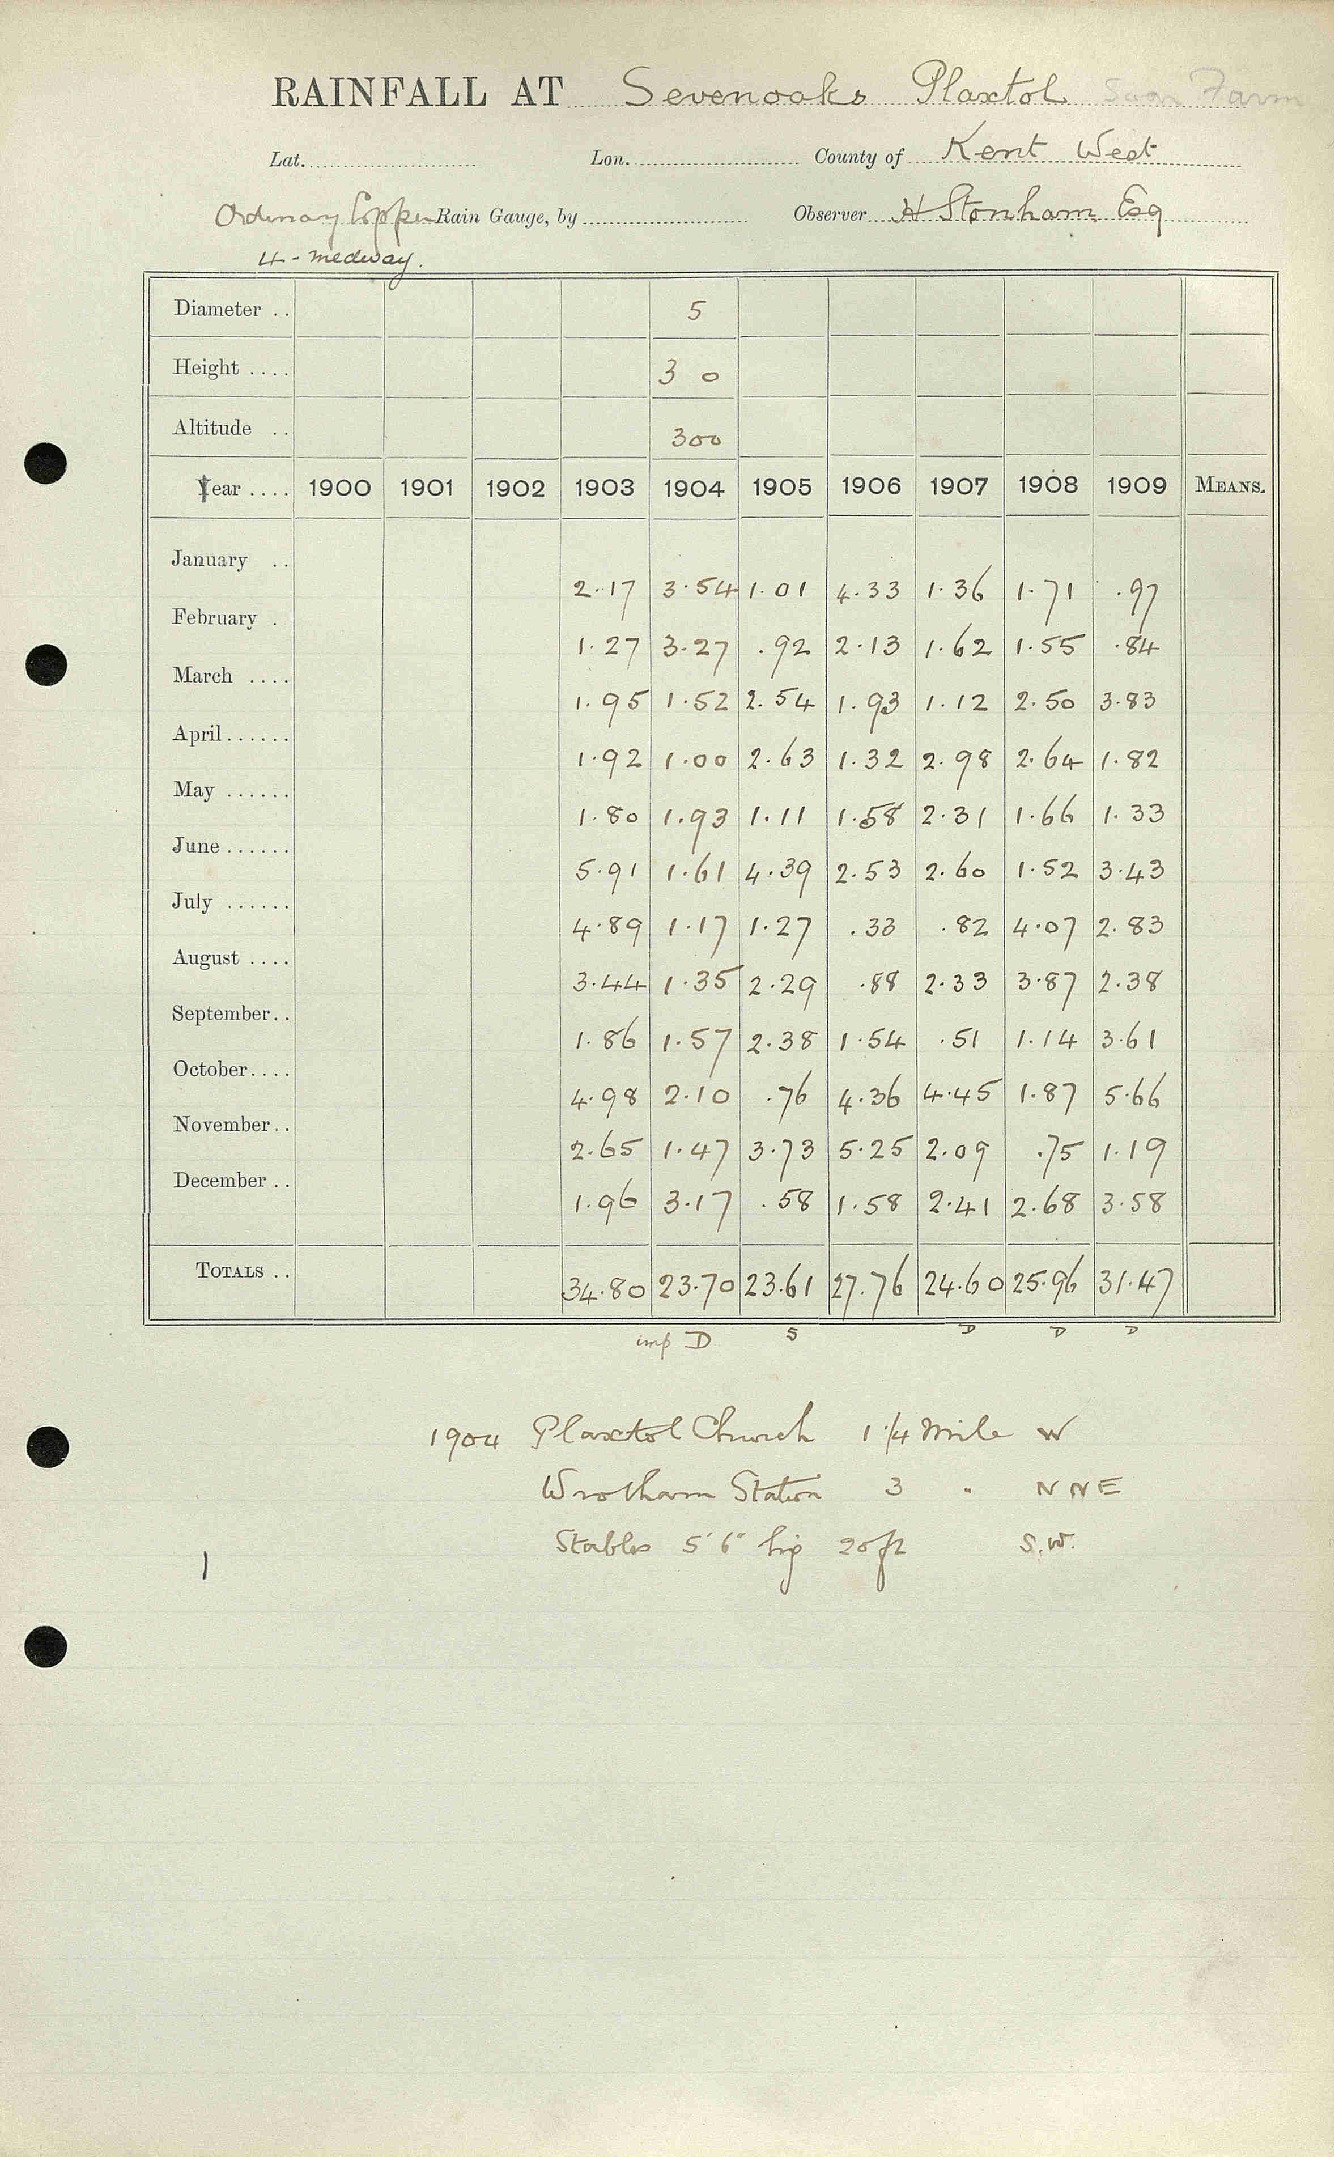 RAINFALL AT Sevenoaks Plaxtol Soar Farm
Lat. Lon. County of Kent West
Ordinary Copper Rain Gauge, by Observer H Stonham Esq
4 - Medway.
Diameter .. 5
Height .... 3 0
Altitude .. 300
Year .... 1900 1901 1902 1903 1904 1905 1906 1907 1908 1909 MEANS.
January .. 2.17 3.54 1.01 4.33 1.36 1.71 .97
February . 1.27 3.27 .92 2.13 1.62 1.55 .84
March .... 1.95 1.52 2.54 1.93 1.12 2.50 3.83
April...... 1.92 1.00 2.63 1.32 2.98 2.64 1.82
May ...... 1.80 1.93 1.11 1.58 2.31 1.66 1.33
June ...... 5.91 1.61 4.39 2.53 2.60 1.52 3.43
July ...... 4.89 1.17 1.27 .33 .82 4.07 2.83
August .... 3.44 1.35 2.29 .88 2.33 3.87 2.38
September.. 1.86 1.57 2.38 1.54 .51 1.14 3.61
October.... 4.98 2.10 .76 4.36 4.45 1.87 5.66
November.. 2.65 1.47 3.73 5.25 2.09 .75 1.19
December .. 1.96 3.17 .58 1.58 2.41 2.68 3.58
TOTALS .. 34.80 23.70 23.61 27.76 24.60 25.96 31.47
imp D S D D D
1904 Plaxtol Church 1 1/4 Mile W
Wrotham Station 3 " N N E
Stables 5' 6" hig 20 ft S.W.
1